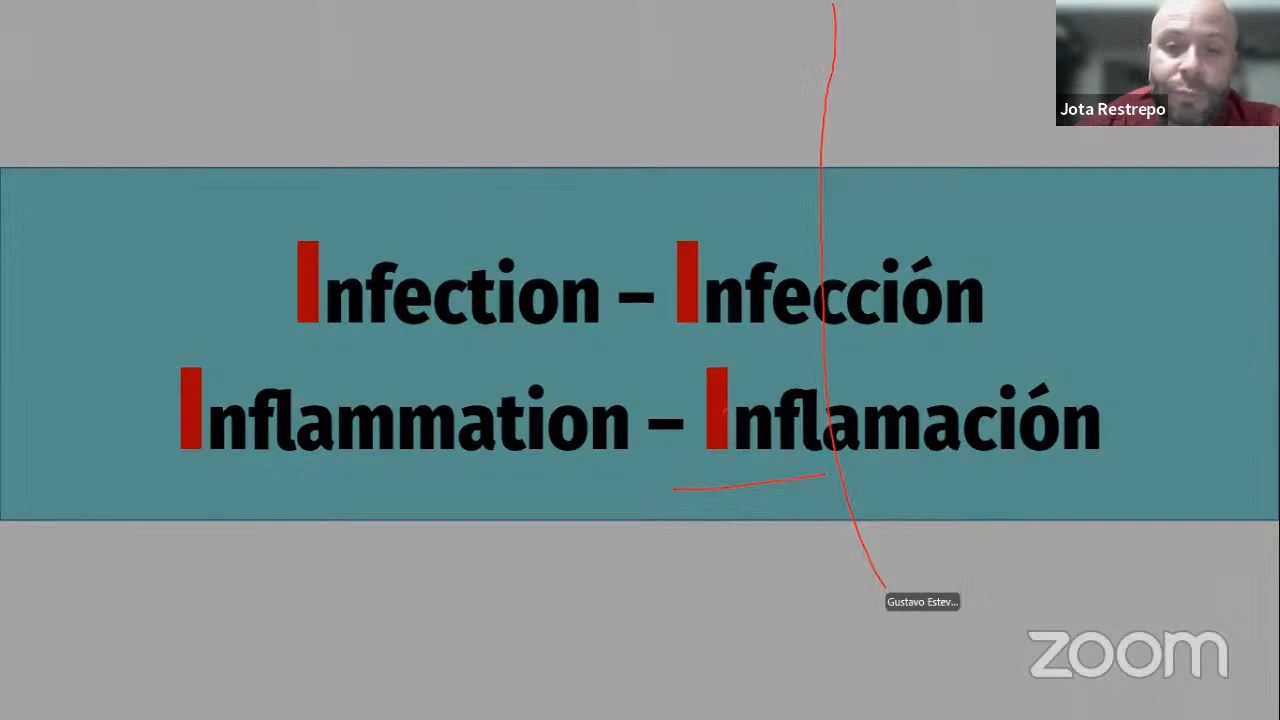 Jota Restrepo
Infection – Infección
Inflammation – Inflamación
Gustavo Estev...
zoom